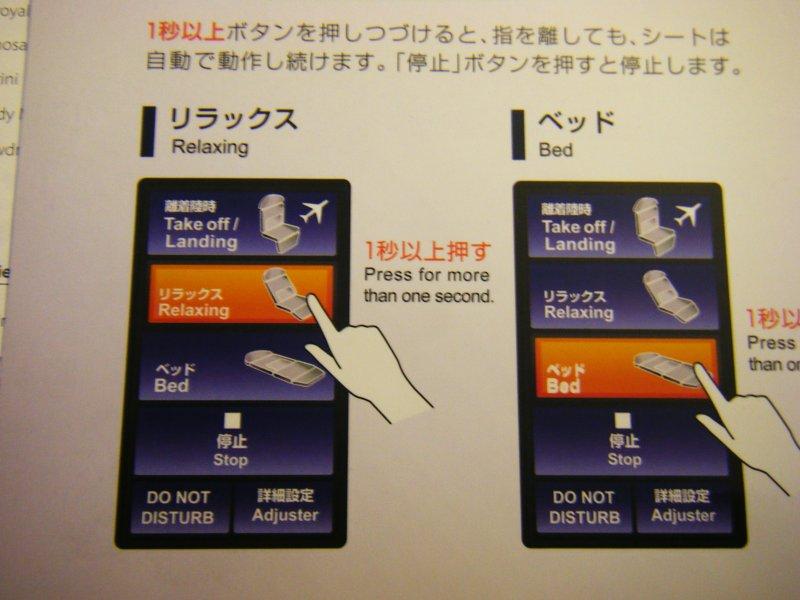 1秒以上ボタンを押しつづけると、指を離しても、シートは
自動で動作し続けます。「停止」ボタンを押すと停止します。
リラックス
Relaxing
離着陸時
Take off /
Landing
リラックス
Relaxing
ベッド
Bed
停止
Stop
DO NOT
DISTURB
詳細設定
Adjuster
1秒以上押す
Press for more
than one second.
ベッド
Bed
離着陸時
Take off /
Landing
リラックス
Relaxing
ベッド
Bed
停止
Stop
DO NOT
DISTURB
詳細設定
Adjuster
1秒以
Press
than